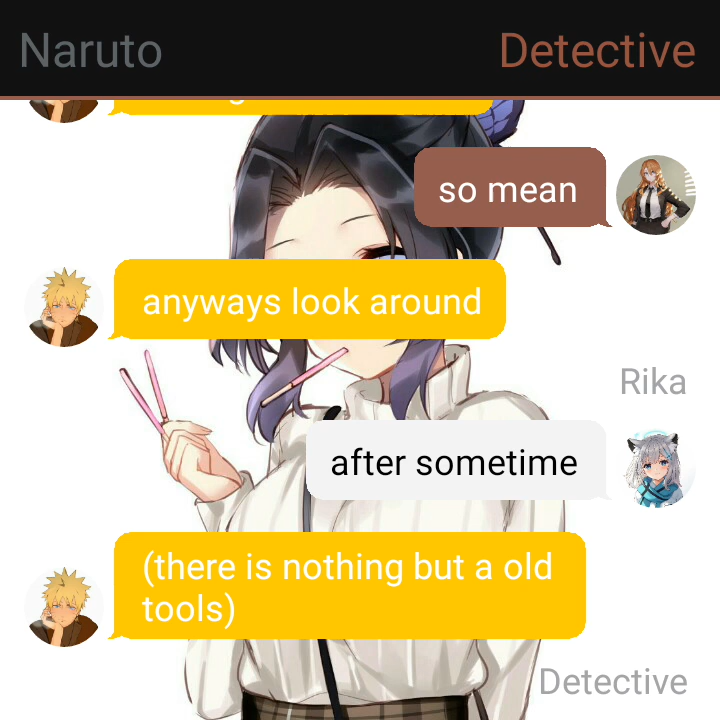 Naruto
Detective
so mean
anyways look around
Rika
after sometime
(there is nothing but a old
tools)
Detective